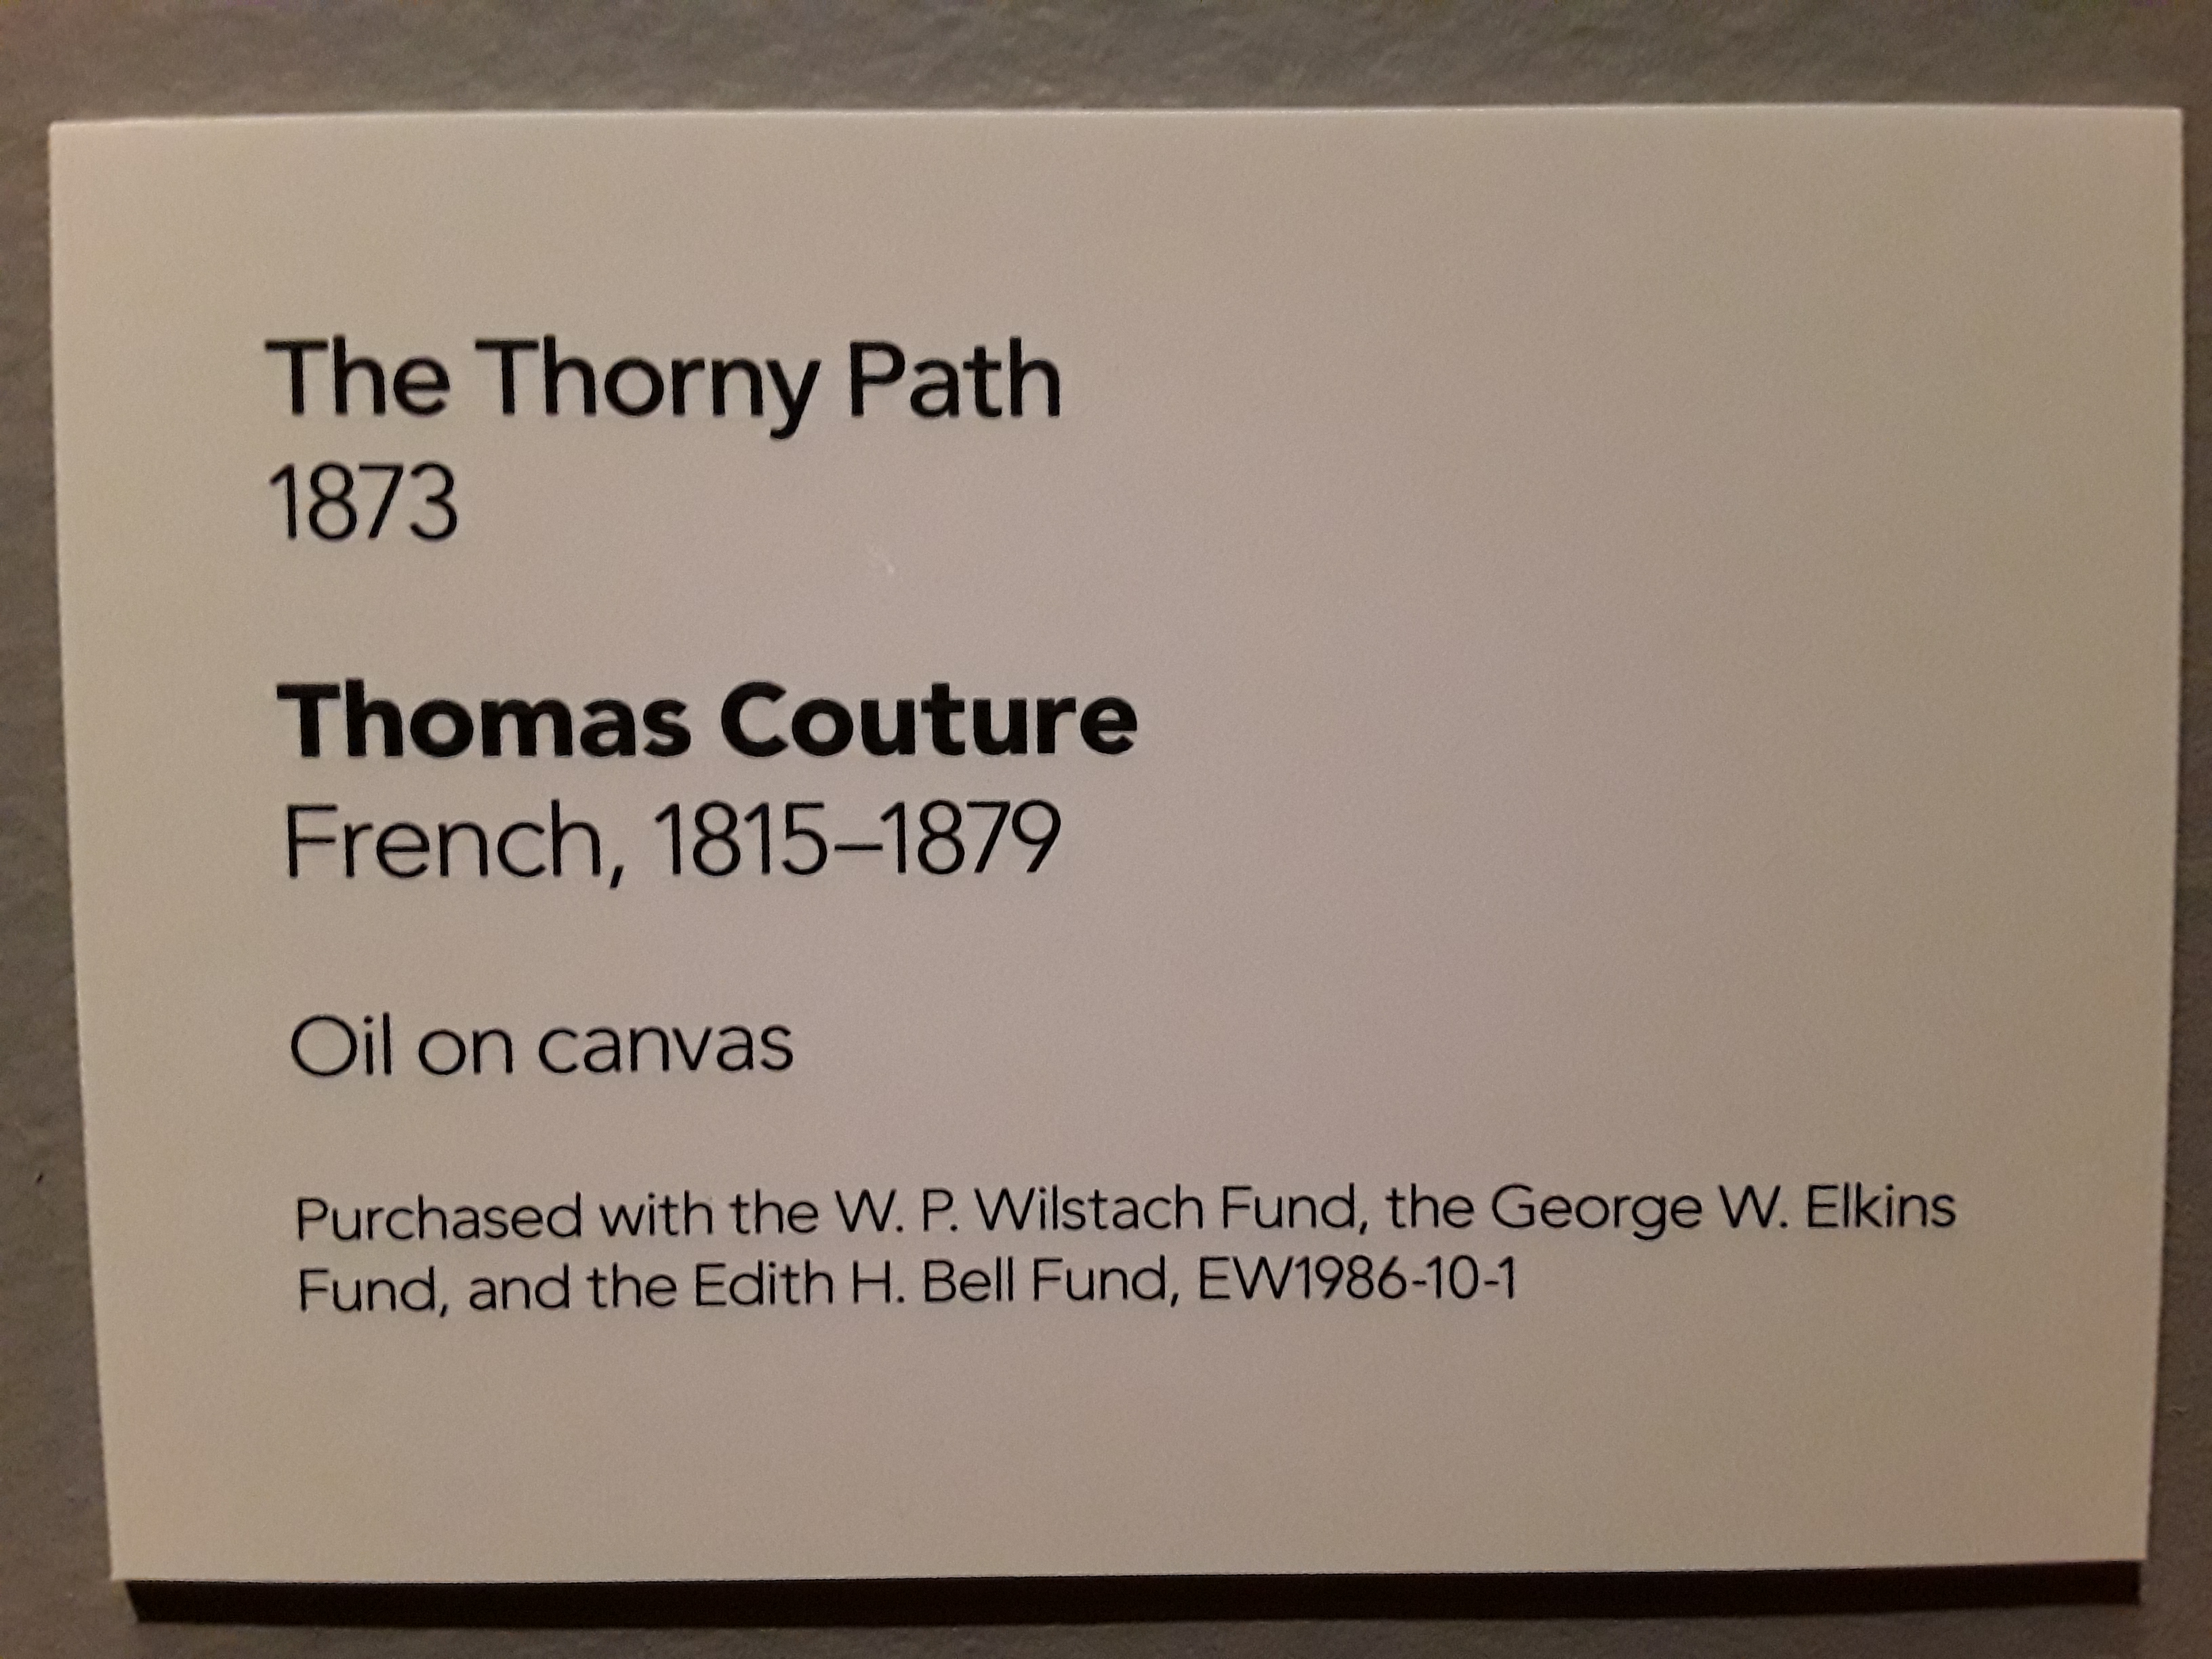 The Thorny Path
1873
Thomas Couture
French, 1815–1879
Oil on canvas
Purchased with the W. P. Wilstach Fund, the George W. Elkins
Fund, and the Edith H. Bell Fund, EW1986-10-1